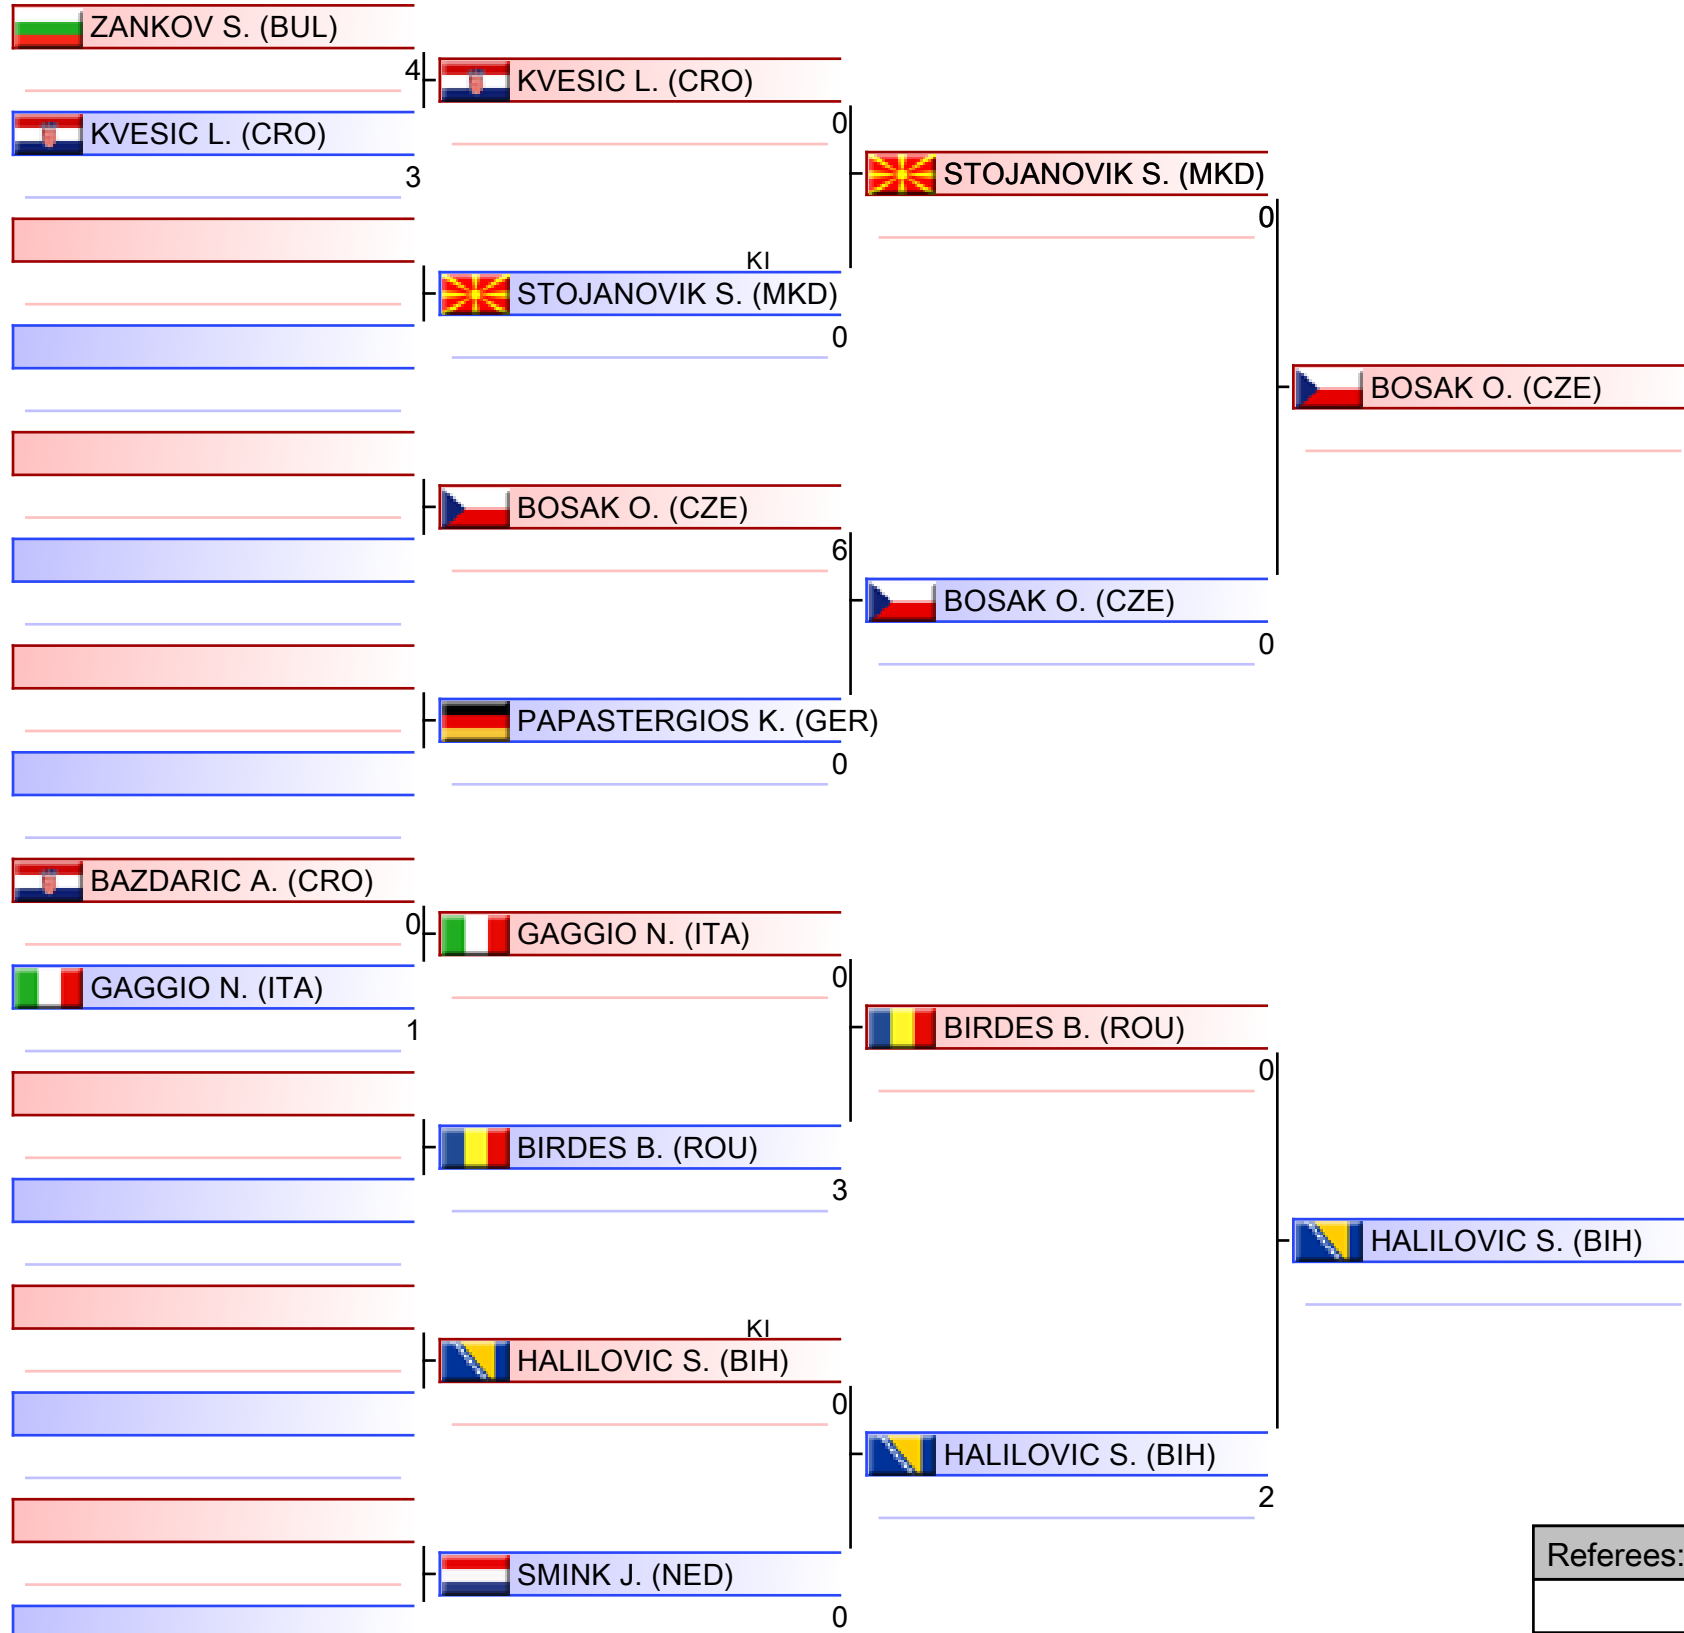 ZANKOV S. (BUL)
4
KVESIC L. (CRO)
3
BAZDARIC A. (CRO)
0
GAGGIO N. (ITA)
1
KVESIC L. (CRO)
0
KI
STOJANOVIK S. (MKD)
0
BOSAK O. (CZE)
6
PAPASTERGIOS K. (GER)
0
GAGGIO N. (ITA)
0
BIRDES B. (ROU)
3
KI
HALILOVIC S. (BIH)
0
SMINK J. (NED)
0
STOJANOVIK S. (MKD)
0
BOSAK O. (CZE)
0
BIRDES B. (ROU)
0
HALILOVIC S. (BIH)
2
BOSAK O. (CZE)
HALILOVIC S. (BIH)
Referees: